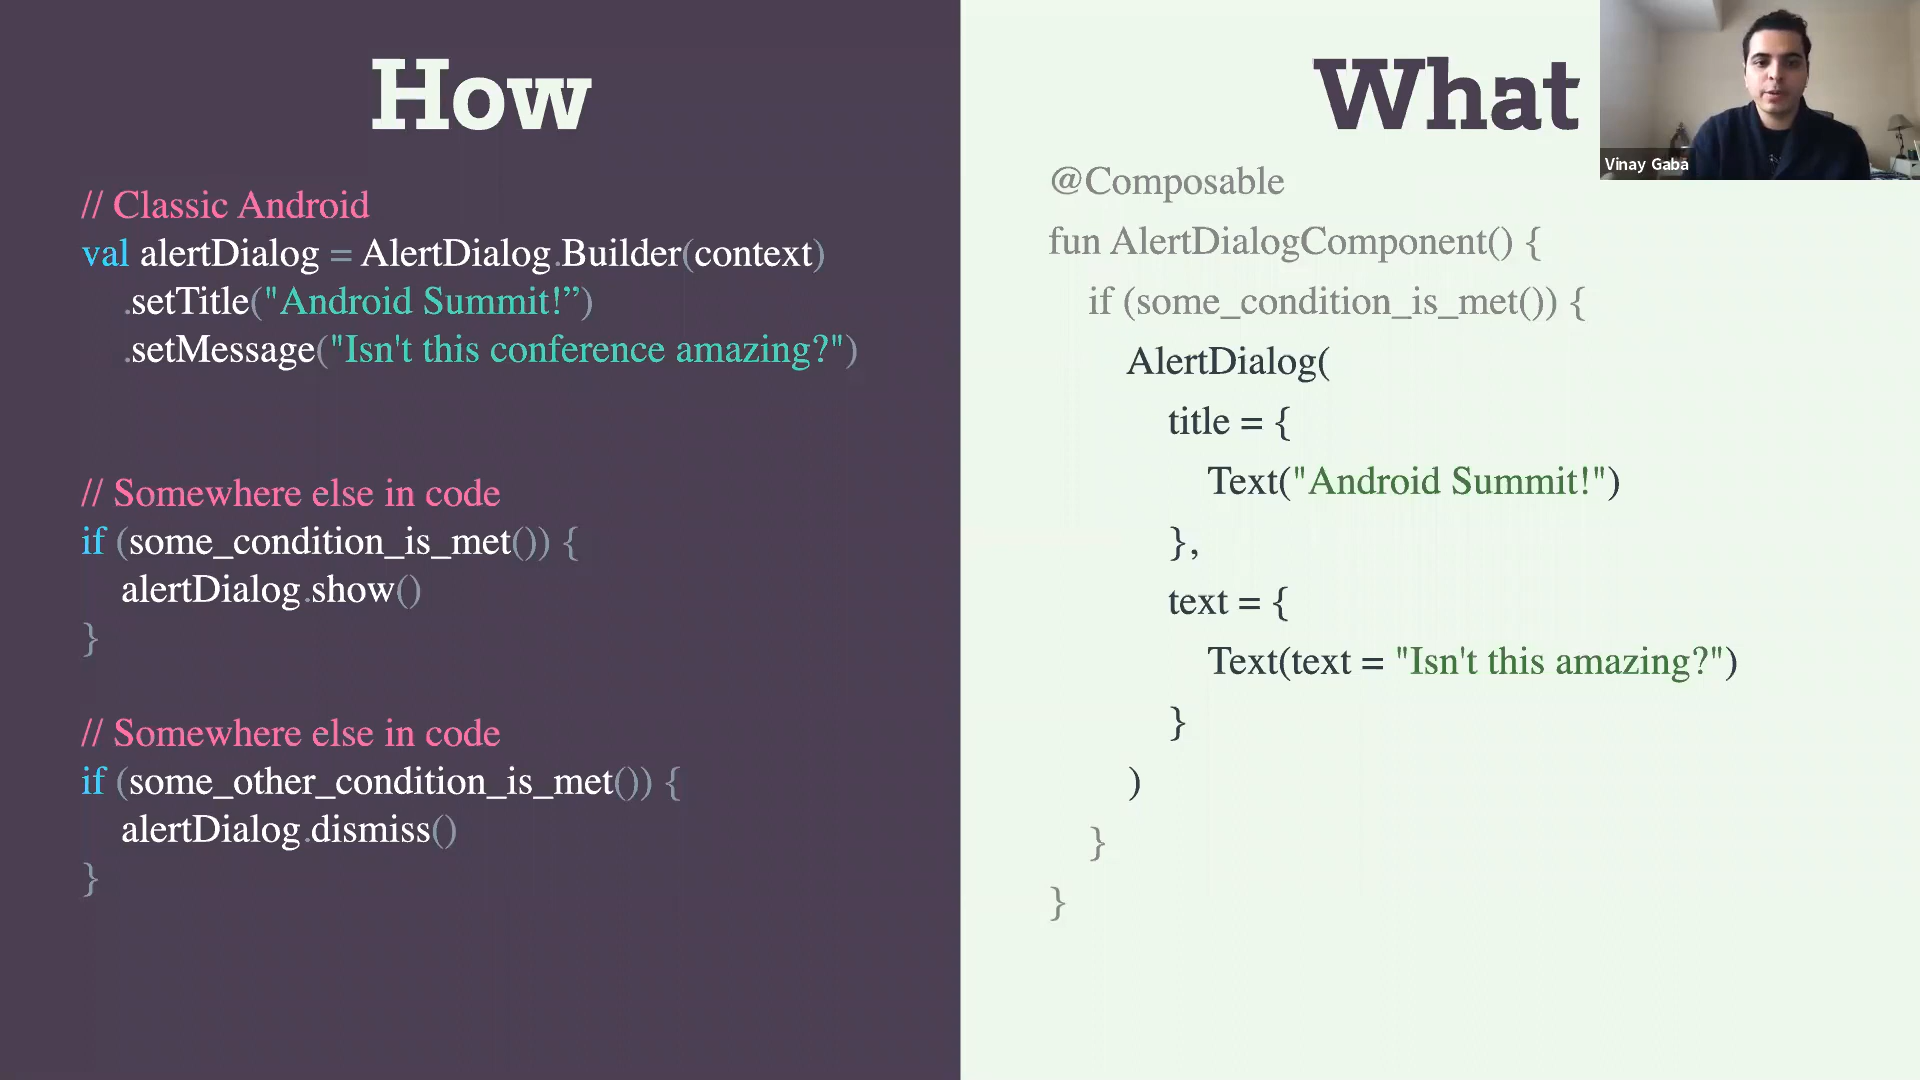 How
// Classic Android
val alertDialog = AlertDialog.Builder(context)
.setTitle("Android Summit!”)
.setMessage("Isn't this conference amazing?")
// Somewhere else in code
if (some_condition_is_met()) {
alertDialog.show()
}
// Somewhere else in code
if (some_other_condition_is_met()) {
alertDialog.dismiss()
}
What
@Composable
fun AlertDialogComponent() {
if (some_condition_is_met()) {
AlertDialog(
title = {
Text("Android Summit!")
},
text = {
Text(text = "Isn't this amazing?")
}
)
}
}
Vinay Gaba